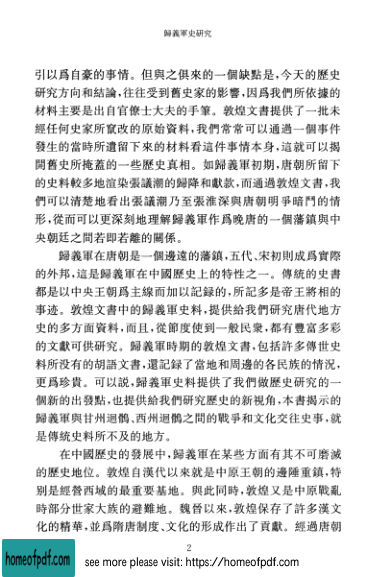 歸義軍史研究
引以爲自豪的事情。但與之俱來的一個缺點是,今天的歷史
研究方向和結論,往往受到舊史家的影響,因爲我們所依據的
材料主要是出自官僚士大夫的手筆。敦煌文書提供了一批未
經任何史家所竄改的原始資料,我們常常可以通過一個事件
發生的當時所遺留下來的材料看這件事情本身,這就可以揭
開舊史所掩蓋的一些歷史真相。如歸義軍初期,唐朝所留下
的史料較多地渲染張議潮的歸降和獻款,而通過敦煌文書,我
們可以清楚地看出張議潮乃至張淮深與唐朝明爭暗鬥的情
形,從而可以更深刻地理解歸義軍作爲晚唐的一個藩鎮與中
央朝廷之間若即若離的關係。
歸義軍在唐朝是一個邊遠的藩鎮,五代、宋初則成爲實際
的外邦,這是歸義軍在中國歷史上的特性之一。傳統的史書
都是以中央王朝爲主線而加以記録的,所記多是帝王將相的
事迹。敦煌文書中的歸義軍史料,提供給我們研究唐代地方
史的多方面資料,而且,從節度使到一般民衆,都有豐富多彩
的文獻可供研究。歸義軍時期的敦煌文書,包括許多傳世史
料所没有的胡語文書,還記録了當地和周邊的各民族的情況,
更爲珍貴。可以説,歸義軍史料提供了我們做歷史研究的一
個新的出發點,也提供給我們研究歷史的新視角,本書揭示的
歸義軍與甘州迴鶻、西州迴鶻之間的戰爭和文化交往史事,就
是傳統史料所不及的地方。
在中國歷史的發展中,歸義軍在某些方面有其不可磨滅
的歷史地位。敦煌自漢代以來就是中原王朝的邊陲重鎮,特
别是經營西域的最重要基地。與此同時,敦煌又是中原戰亂
時部分世家大族的避難地。魏晉以來,敦煌保存了許多漢文
化的精華,並爲隋唐制度、文化的形成作出了貢獻。經過唐朝
2
homeofpdf.com
see more please visit: https://homeofpdf.com